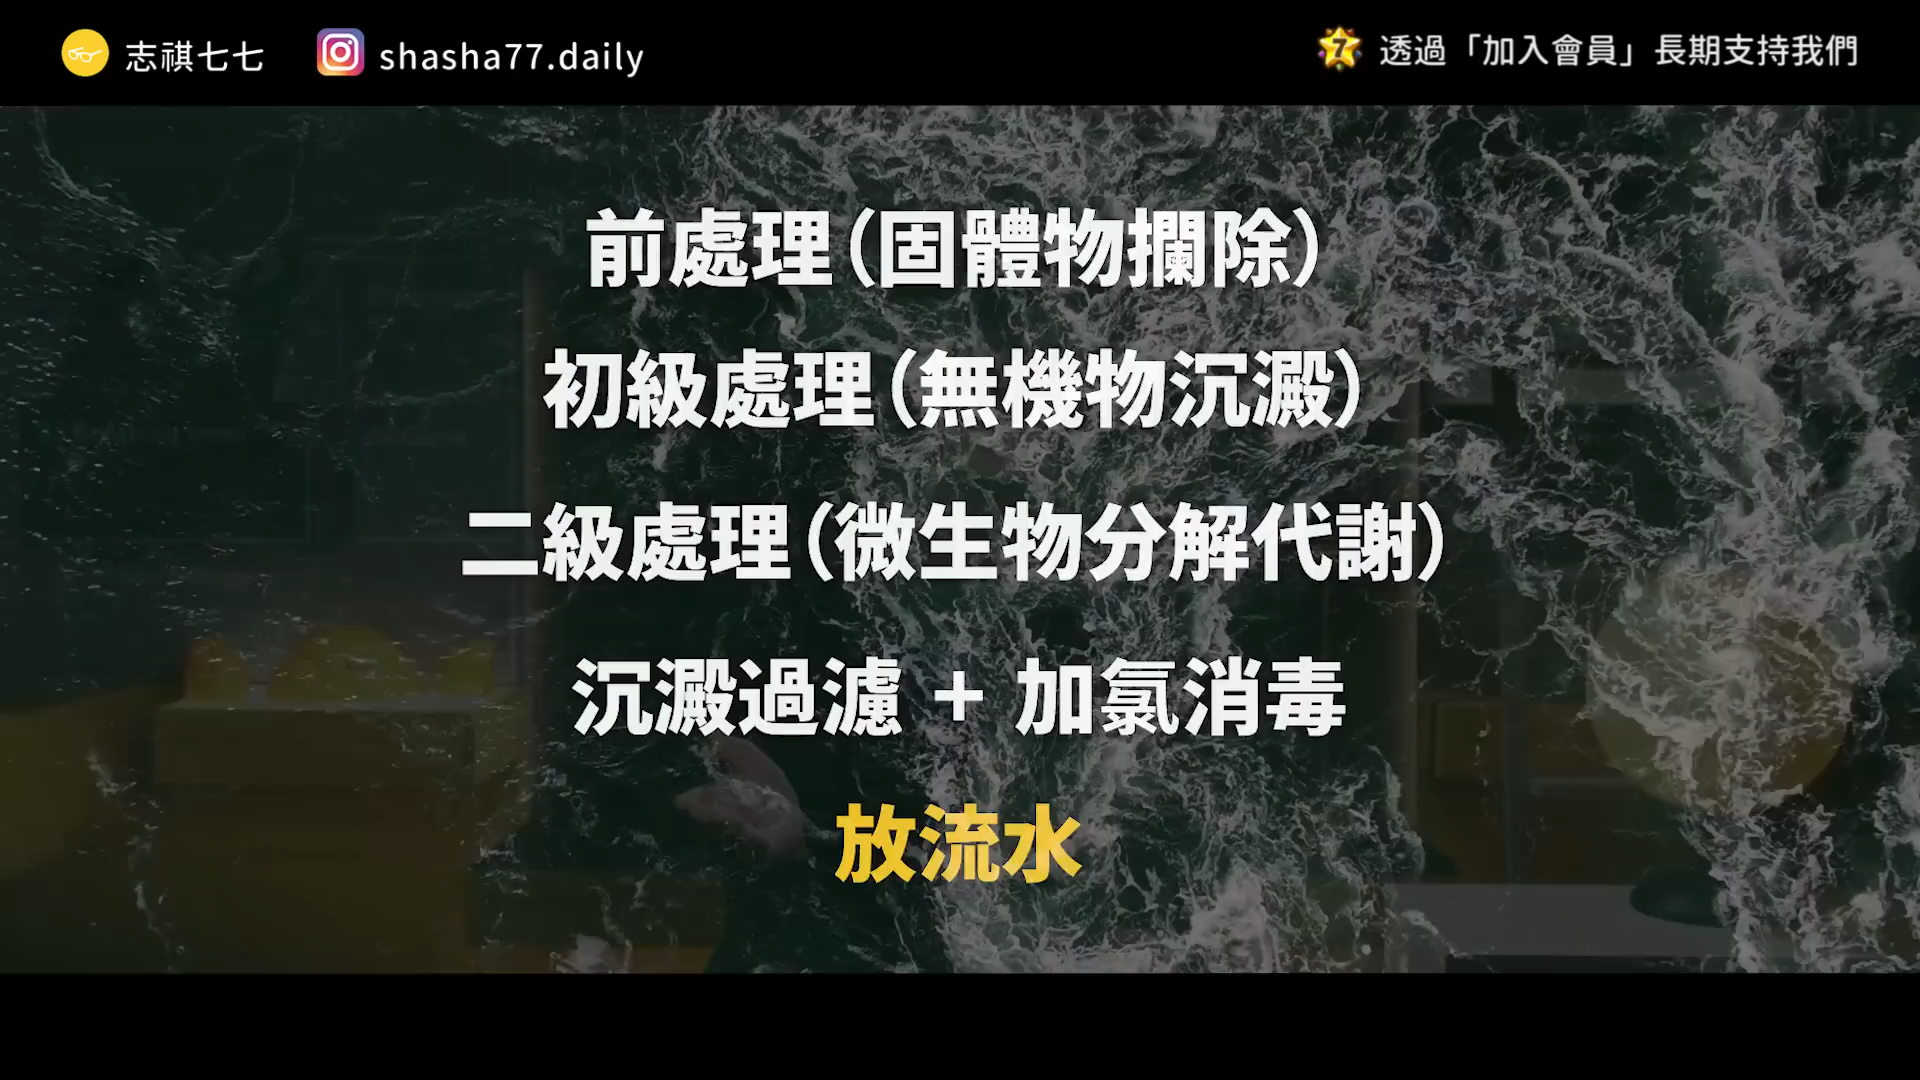 志祺七七 shasha77.daily 透過「加入會員」長期支持我們
前處理(固體物攔除)
初級處理(無機物沉澱)
二級處理(微生物分解代謝)
沉澱過濾 + 加氯消毒
放流水